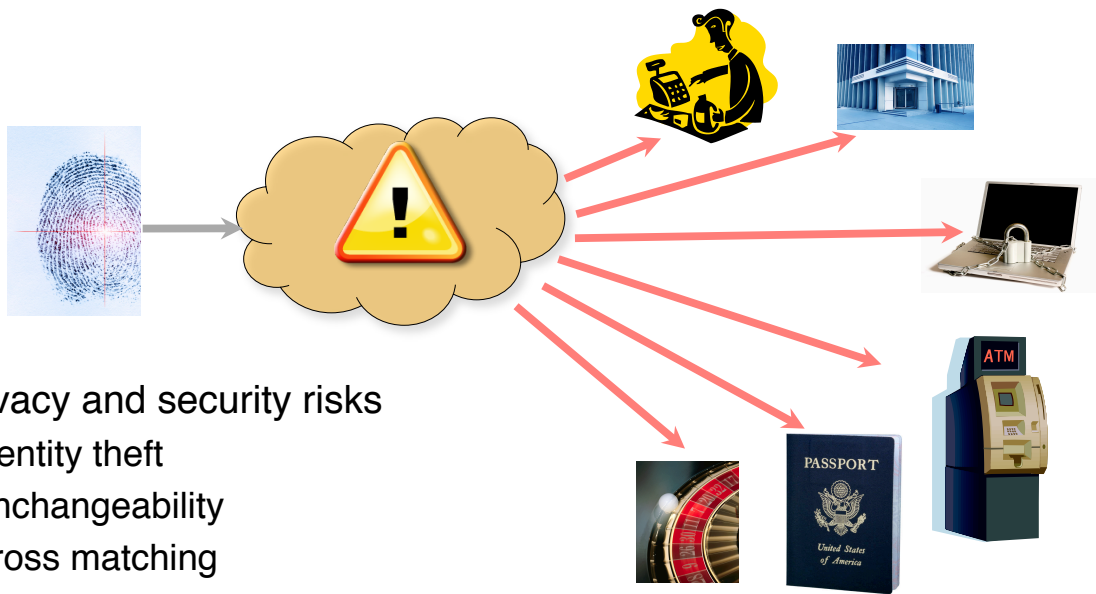 !
ATM
vacy and security risks
entity theft
nchangeability
ross matching
PASSPORT
United States
of America